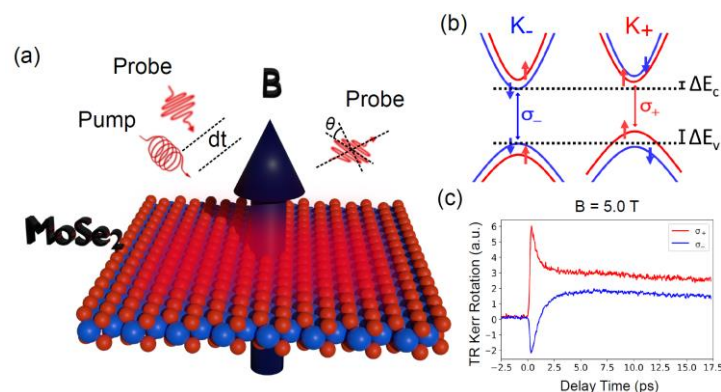 (a)
Probe
Pump
dt
B
θ
Probe
MoSe₂
(b)
K-
K+
ΔEc
σ₋
σ₊
ΔEv
(c)
B = 5.0 T
σ₊
σ₋
TR Kerr Rotation (a.u.)
6
5
4
3
2
1
0
−1
−2
−2.5 0.0 2.5 5.0 7.5 10.0 12.5 15.0 17.5
Delay Time (ps)